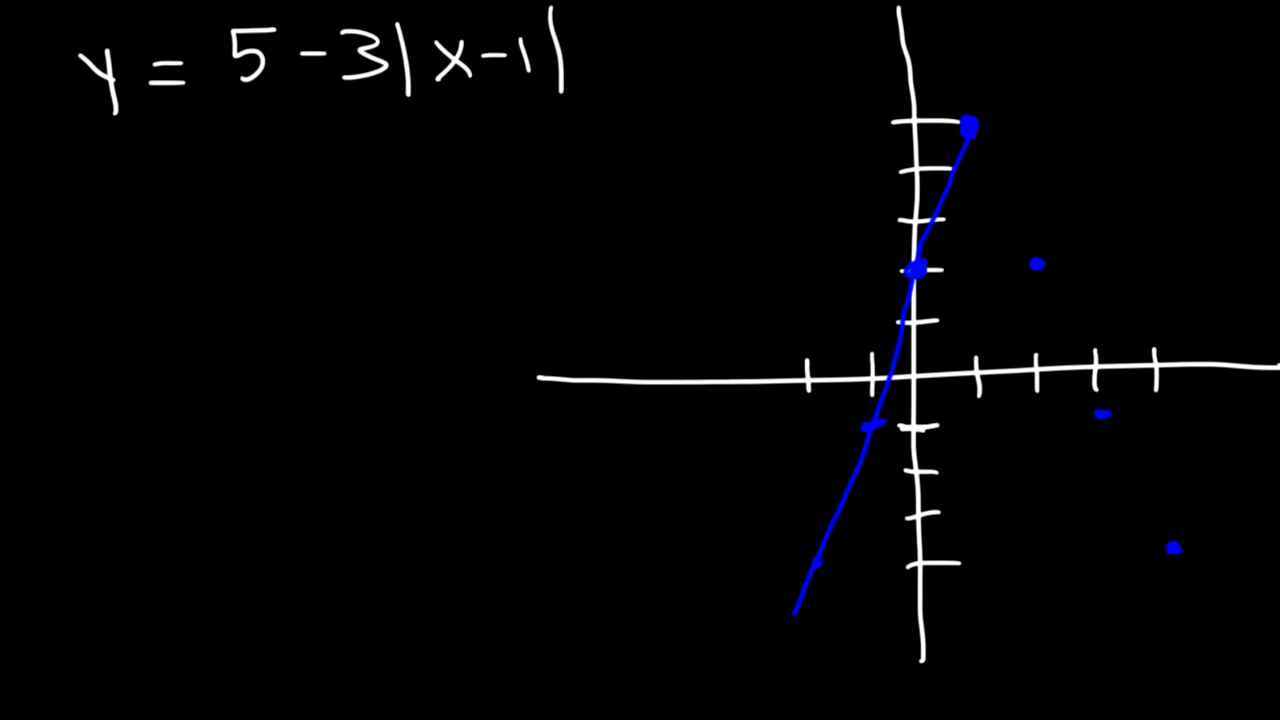 y = 5 - 3|x - 1|